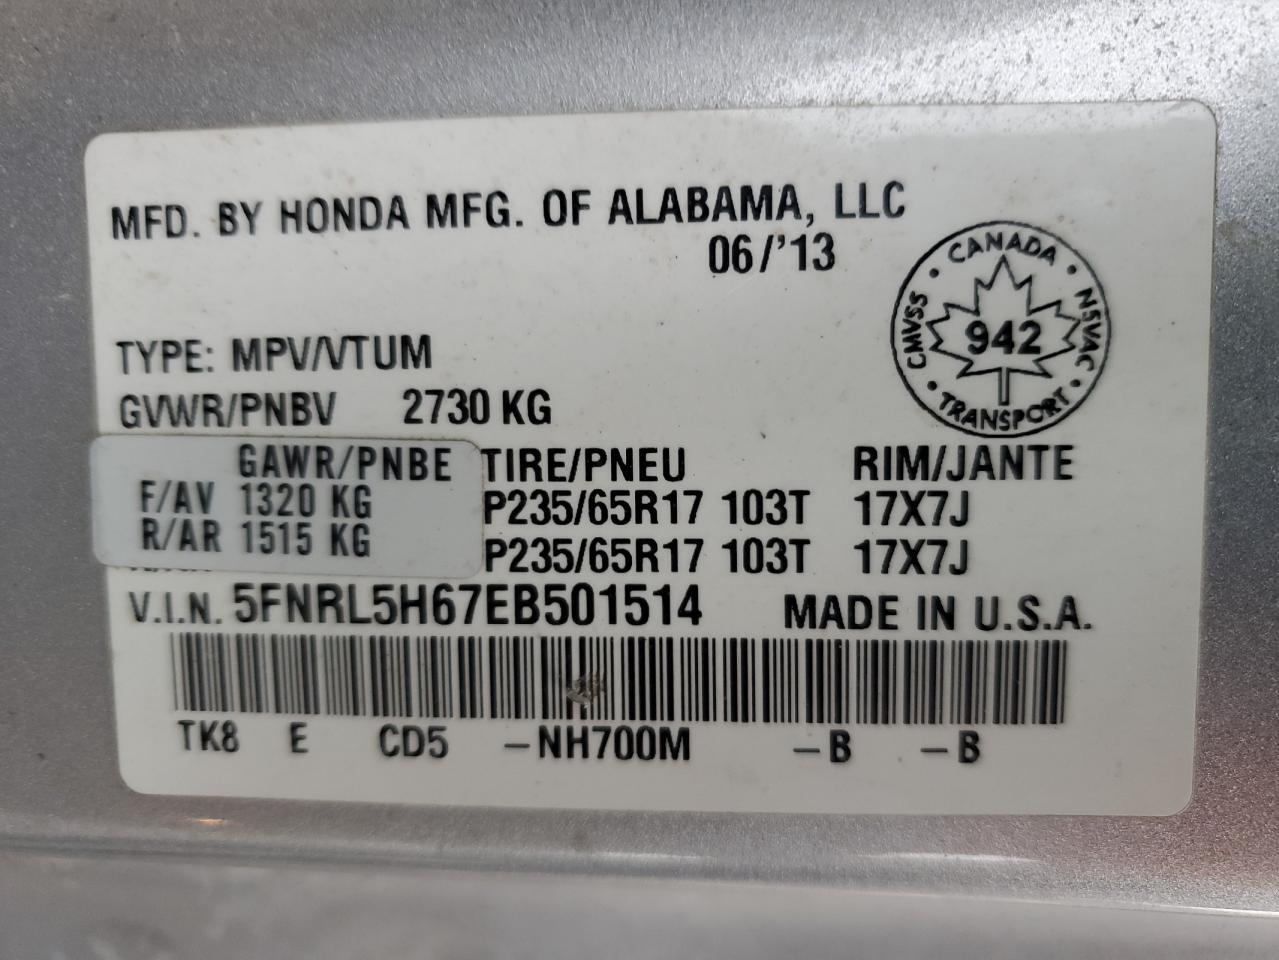 MFD. BY HONDA MFG. OF ALABAMA, LLC
06/'13
CANADA
CMVSS
942
NSVAC
TRANSPORT
TYPE: MPV/VTUM
GVWR/PNBV 2730 KG
GAWR/PNBE TIRE/PNEU RIM/JANTE
F/AV 1320 KG P235/65R17 103T 17X7J
R/AR 1515 KG P235/65R17 103T 17X7J
V.I.N. 5FNRL5H67EB501514 MADE IN U.S.A.
TK8 E CD5 –NH700M –B –B